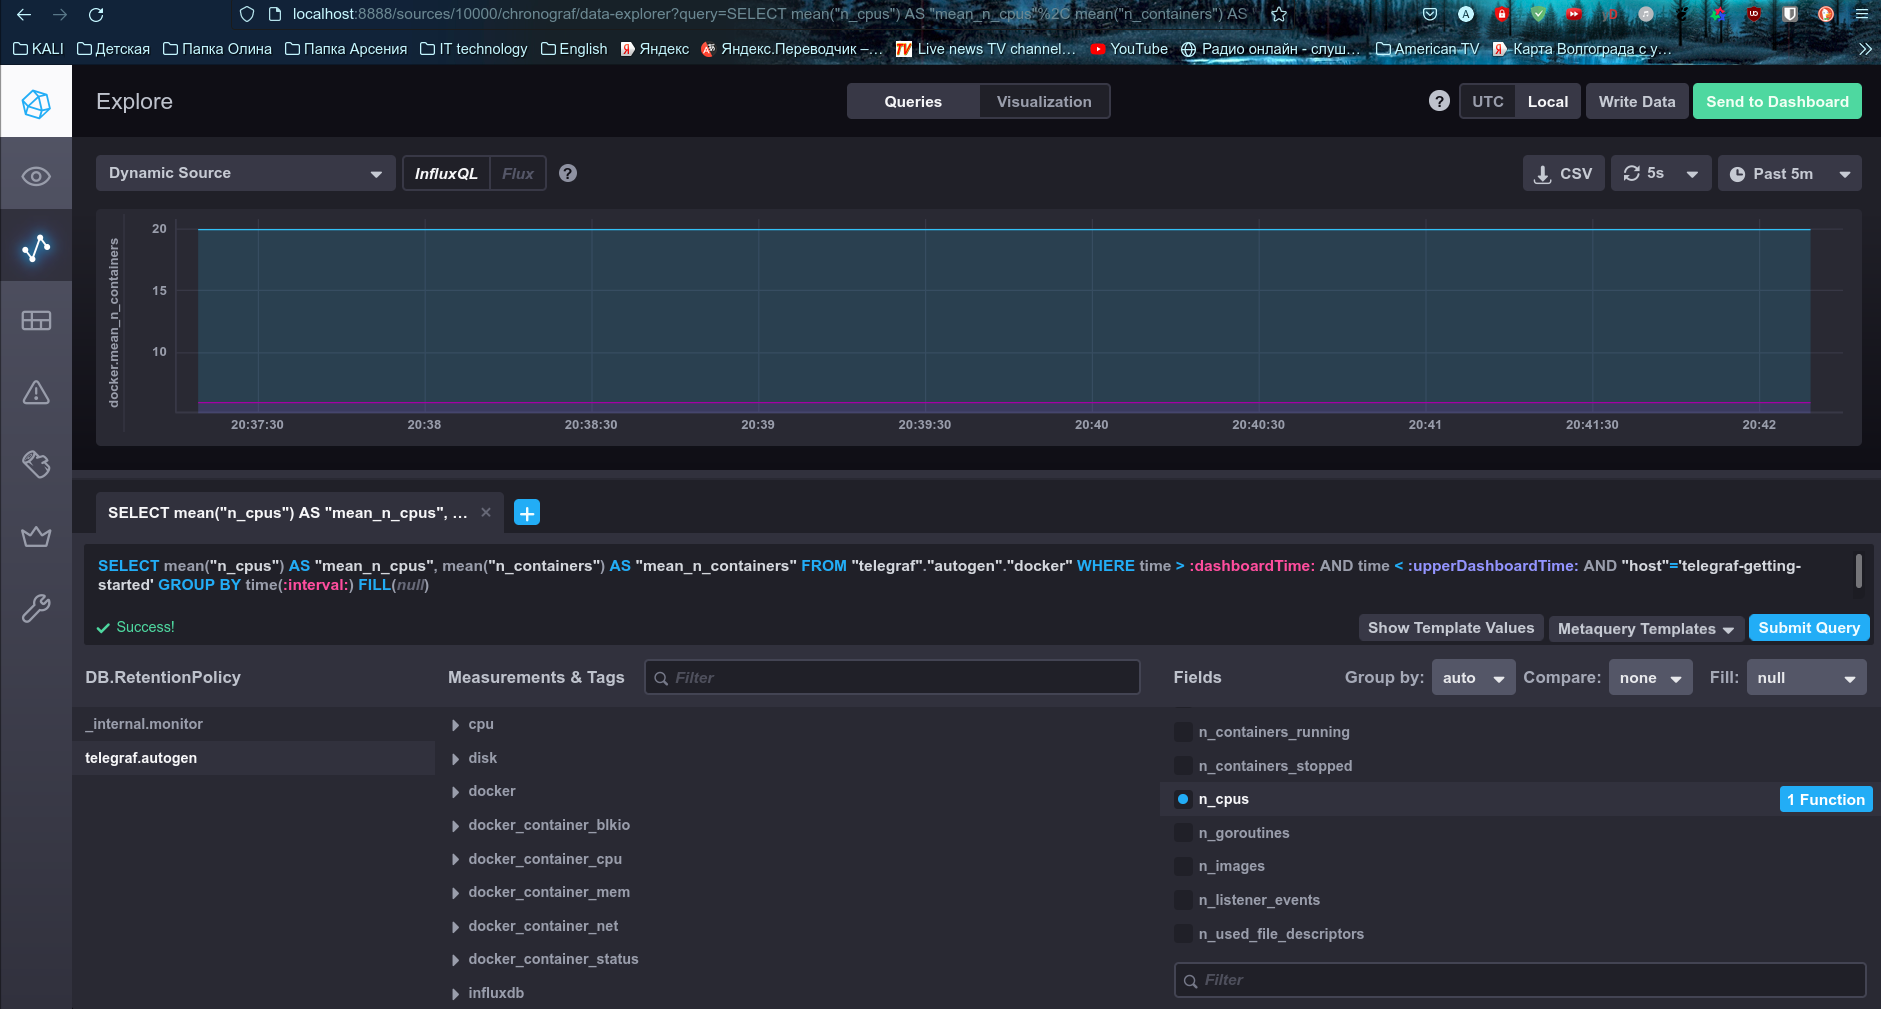 localhost:8888/sources/10000/chronograf/data-explorer?query=SELECT mean("n_cpus") AS "mean_n_cpus"%2C mean("n_containers") AS
KALI Детская Папка Олина Папка Арсения IT technology English Яндекс Яндекс.Переводчик –… Live news TV channel… YouTube Радио онлайн - слуш… American TV Карта Волгограда с у…
Explore
Queries Visualization
? UTC Local Write Data Send to Dashboard
Dynamic Source InfluxQL Flux ?
CSV 5s Past 5m
docker.mean_n_containers
20
15
10
20:37:30 20:38 20:38:30 20:39 20:39:30 20:40 20:40:30 20:41 20:41:30 20:42
SELECT mean("n_cpus") AS "mean_n_cpus", … × +
SELECT mean("n_cpus") AS "mean_n_cpus", mean("n_containers") AS "mean_n_containers" FROM "telegraf"."autogen"."docker" WHERE time > :dashboardTime: AND time < :upperDashboardTime: AND "host"='telegraf-getting-
started' GROUP BY time(:interval:) FILL(null)
Success!
Show Template Values Metaquery Templates Submit Query
DB.RetentionPolicy
_internal.monitor
telegraf.autogen
Measurements & Tags Filter
cpu
disk
docker
docker_container_blkio
docker_container_cpu
docker_container_mem
docker_container_net
docker_container_status
influxdb
Fields Group by: auto Compare: none Fill: null
n_containers_running
n_containers_stopped
n_cpus 1 Function
n_goroutines
n_images
n_listener_events
n_used_file_descriptors
Filter